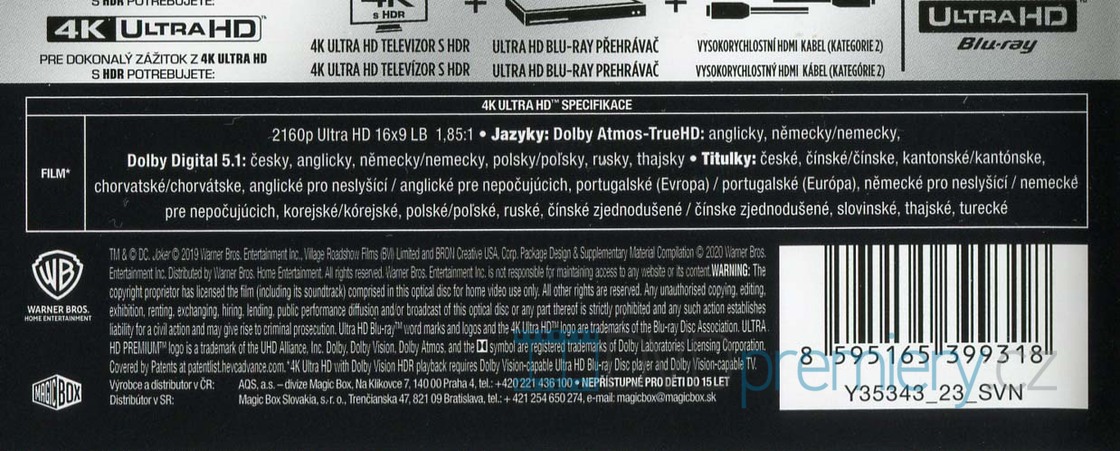 S HDR POTŘEBUJETE:
4K ULTRA HD
PRE DOKONALÝ ZÁŽITOK Z 4K ULTRA HD
S HDR POTREBUJETE:
4K
S HDR
+
+
4K ULTRA HD TELEVIZOR S HDR
4K ULTRA HD TELEVÍZOR S HDR
ULTRA HD BLU-RAY PŘEHRÁVAČ
ULTRA HD BLU-RAY PREHRÁVAČ
VYSOKORYCHLOSTNÍ HDMI KABEL (KATEGORIE 2)
VYSOKORÝCHLOSTNÝ HDMI KÁBEL (KATEGÓRIE 2)
ULTRA HD
Blu-ray
4K ULTRA HD™ SPECIFIKACE
FILM*
2160p Ultra HD 16x9 LB 1,85:1 • Jazyky: Dolby Atmos-TrueHD: anglicky, německy/nemecky,
Dolby Digital 5.1: česky, anglicky, německy/nemecky, polsky/poľsky, rusky, thajsky • Titulky: české, čínské/čínske, kantonské/kantónske,
chorvatské/chorvátske, anglické pro neslyšící / anglické pre nepočujúcich, portugalské (Evropa) / portugalské (Európa), německé pro neslyšící / nemecké
pre nepočujúcich, korejské/kórejské, polské/poľské, ruské, čínské zjednodušené / čínske zjednodušené, slovinské, thajské, turecké
WB
WARNER BROS.
HOME ENTERTAINMENT
TM & © DC. Joker © 2019 Warner Bros. Entertainment Inc., Village Roadshow Films (BVI) Limited and BRON Creative USA, Corp. Package Design & Supplementary Material Compilation © 2020 Warner Bros.
Entertainment Inc. Distributed by Warner Bros. Home Entertainment. All rights reserved. Warner Bros. Entertainment Inc. is not responsible for maintaining access to any website or its content. WARNING: The
copyright proprietor has licensed the film (including its soundtrack) comprised in this optical disc for home video use only. All other rights are reserved. Any unauthorised copying, editing,
exhibition, renting, exchanging, hiring, lending, public performance diffusion and/or broadcast of this optical disc or any part thereof is strictly prohibited and any such action establishes
liability for a civil action and may give rise to criminal prosecution. Ultra HD Blu-ray™ word marks and logos and the 4K Ultra HD™ logo are trademarks of the Blu-ray Disc Association. ULTRA
HD PREMIUM™ logo is a trademark of the UHD Alliance, Inc. Dolby, Dolby Vision, Dolby Atmos, and the symbol are registered trademarks of Dolby Laboratories Licensing Corporation.
Covered by Patents at patentlist.hevcadvance.com. *4K Ultra HD with Dolby Vision HDR playback requires Dolby Vision-capable Ultra HD Blu-ray Disc player and Dolby Vision-capable TV.
MAGICBOX
Výrobce a distributor v ČR: AQS, a.s. – divize Magic Box, Na Klikovce 7, 140 00 Praha 4, tel.: +420 221 436 100 • NEPŘÍSTUPNÉ PRO DĚTI DO 15 LET
Distribútor v SR: Magic Box Slovakia, s. r. o., Trenčianska 47, 821 09 Bratislava, tel.: + 421 254 650 274, e-mail: magicbox@magicbox.sk
8 595165 399318
Y35343_23_SVN
premiery.cz